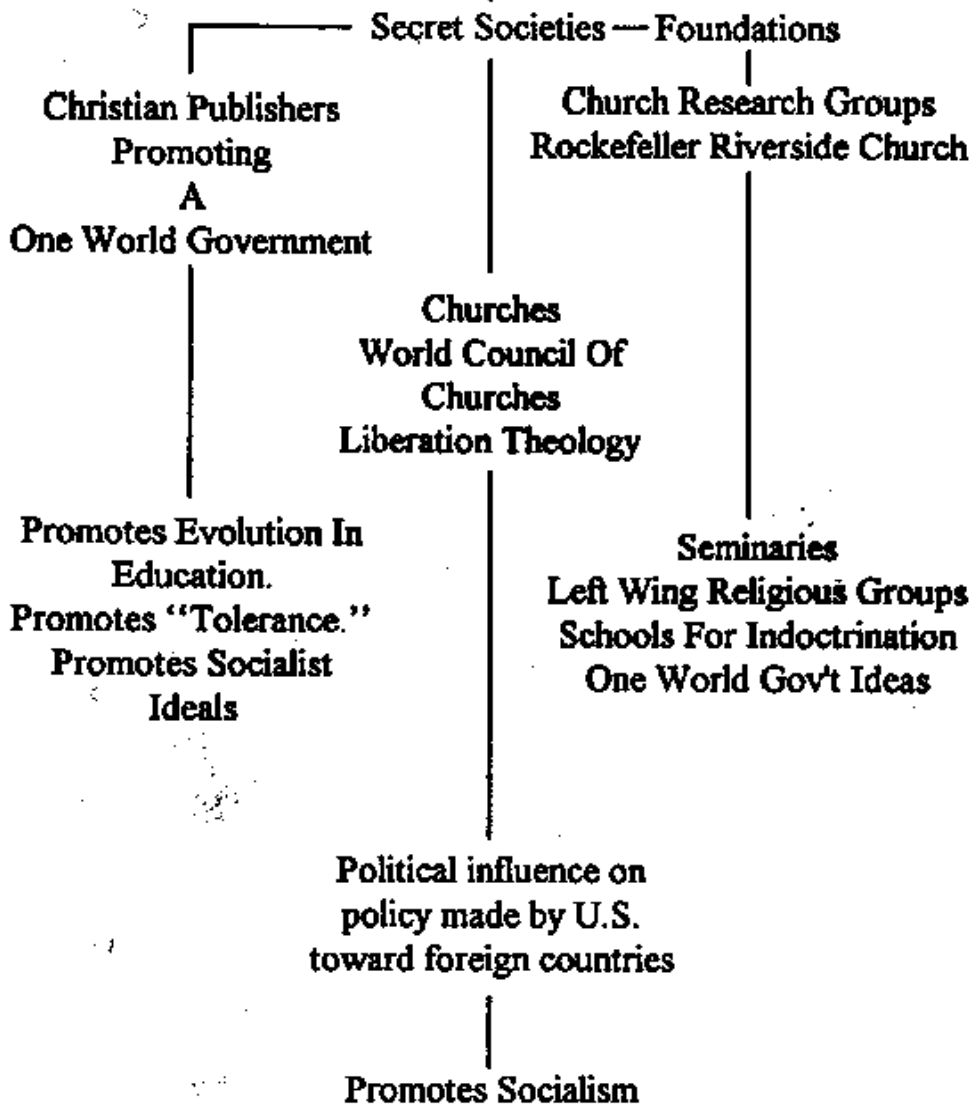 Secret Societies — Foundations
Christian Publishers
Promoting
A
One World Government
Church Research Groups
Rockefeller Riverside Church
Churches
World Council Of
Churches
Liberation Theology
Promotes Evolution In
Education.
Promotes “Tolerance.”
Promotes Socialist
Ideals
Seminaries
Left Wing Religious Groups
Schools For Indoctrination
One World Gov't Ideas
Political influence on
policy made by U.S.
toward foreign countries
Promotes Socialism